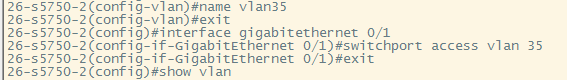 26-s5750-2(config-vlan)#name vlan35
26-s5750-2(config-vlan)#exit
26-s5750-2(config)#interface gigabitethernet 0/1
26-s5750-2(config-if-GigabitEthernet 0/1)#switchport access vlan 35
26-s5750-2(config-if-GigabitEthernet 0/1)#exit
26-s5750-2(config)#show vlan